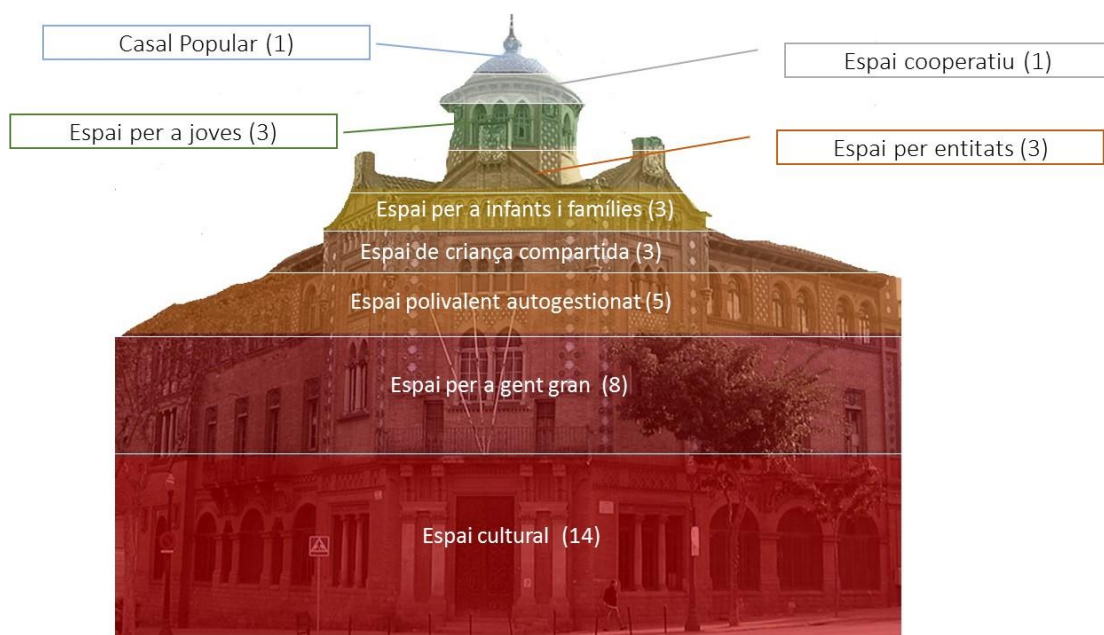 Casal Popular (1)
Espai cooperatiu (1)
Espai per a joves (3)
Espai per entitats (3)
Espai per a infants i famílies (3)
Espai de criança compartida (3)
Espai polivalent autogestionat (5)
Espai per a gent gran (8)
Espai cultural (14)